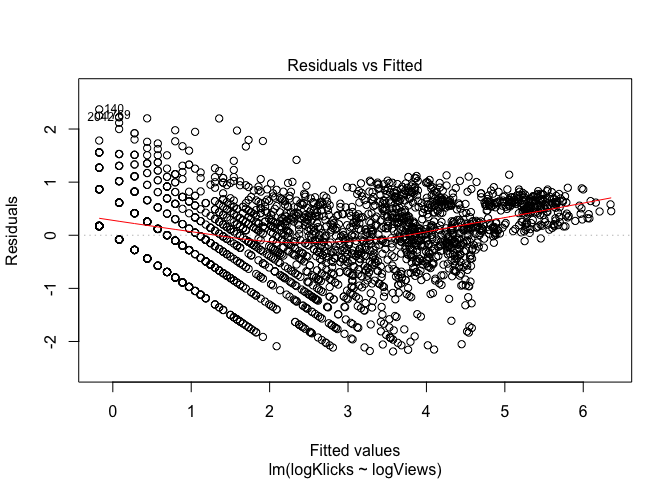 Residuals vs Fitted
Residuals
2
1
0
-1
-2
140
0 1 2 3 4 5 6
Fitted values
lm(logKlicks ~ logViews)